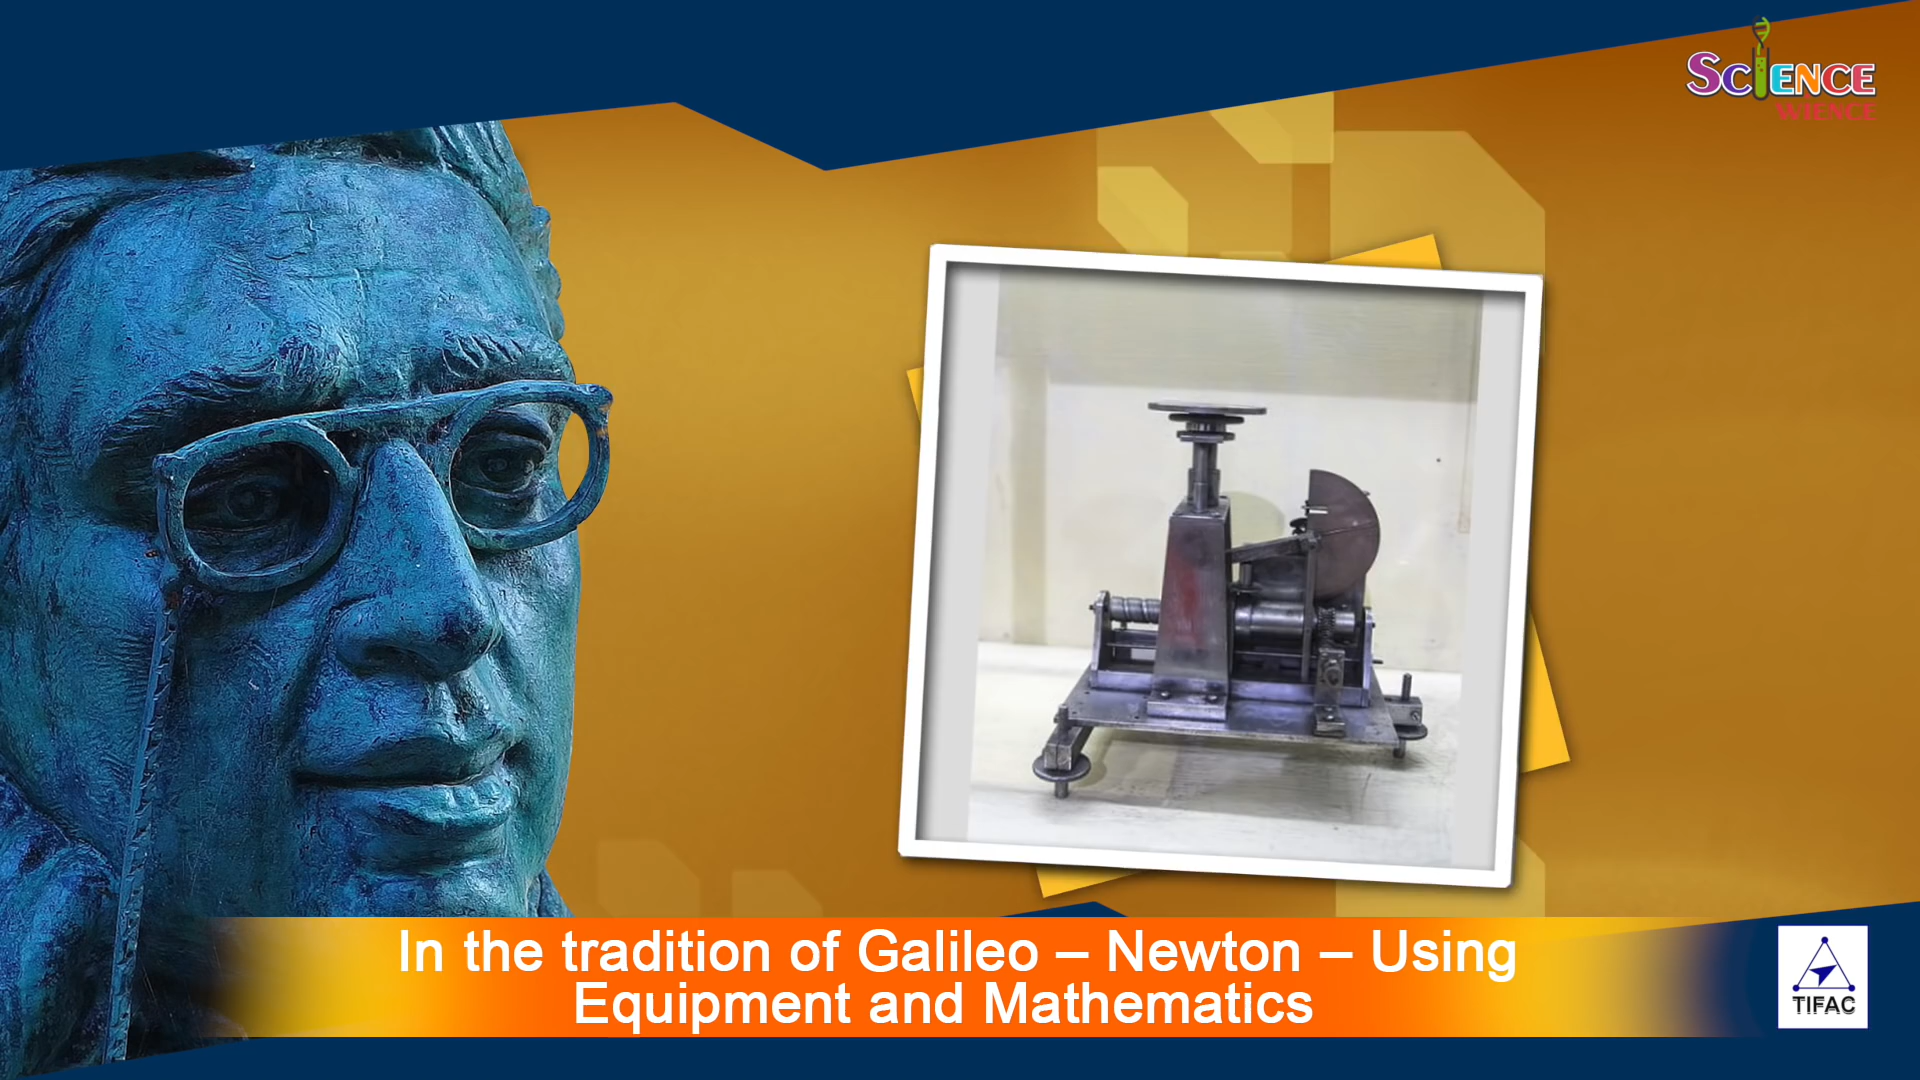 SCIENCE
WIENCE
In the tradition of Galileo – Newton – Using
Equipment and Mathematics
TIFAC